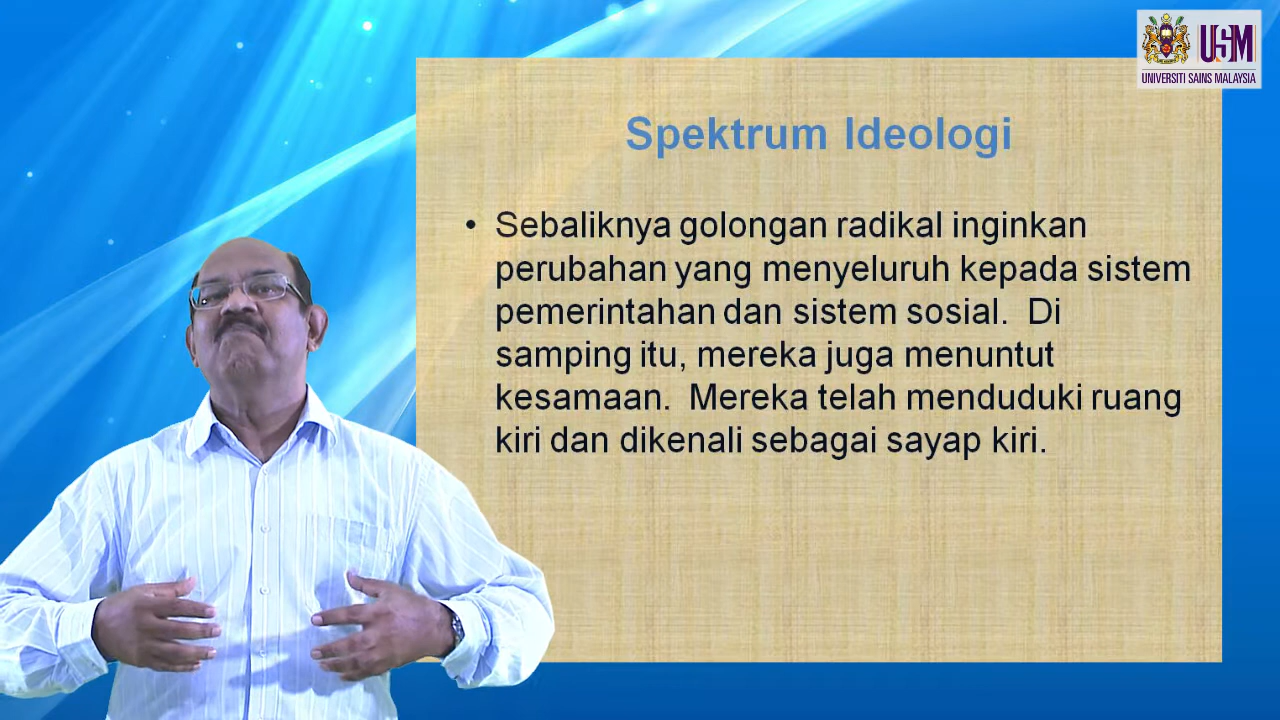 USM
UNIVERSITI SAINS MALAYSIA
Spektrum Ideologi
• Sebaliknya golongan radikal inginkan
perubahan yang menyeluruh kepada sistem
pemerintahan dan sistem sosial.  Di
samping itu, mereka juga menuntut
kesamaan.  Mereka telah menduduki ruang
kiri dan dikenali sebagai sayap kiri.